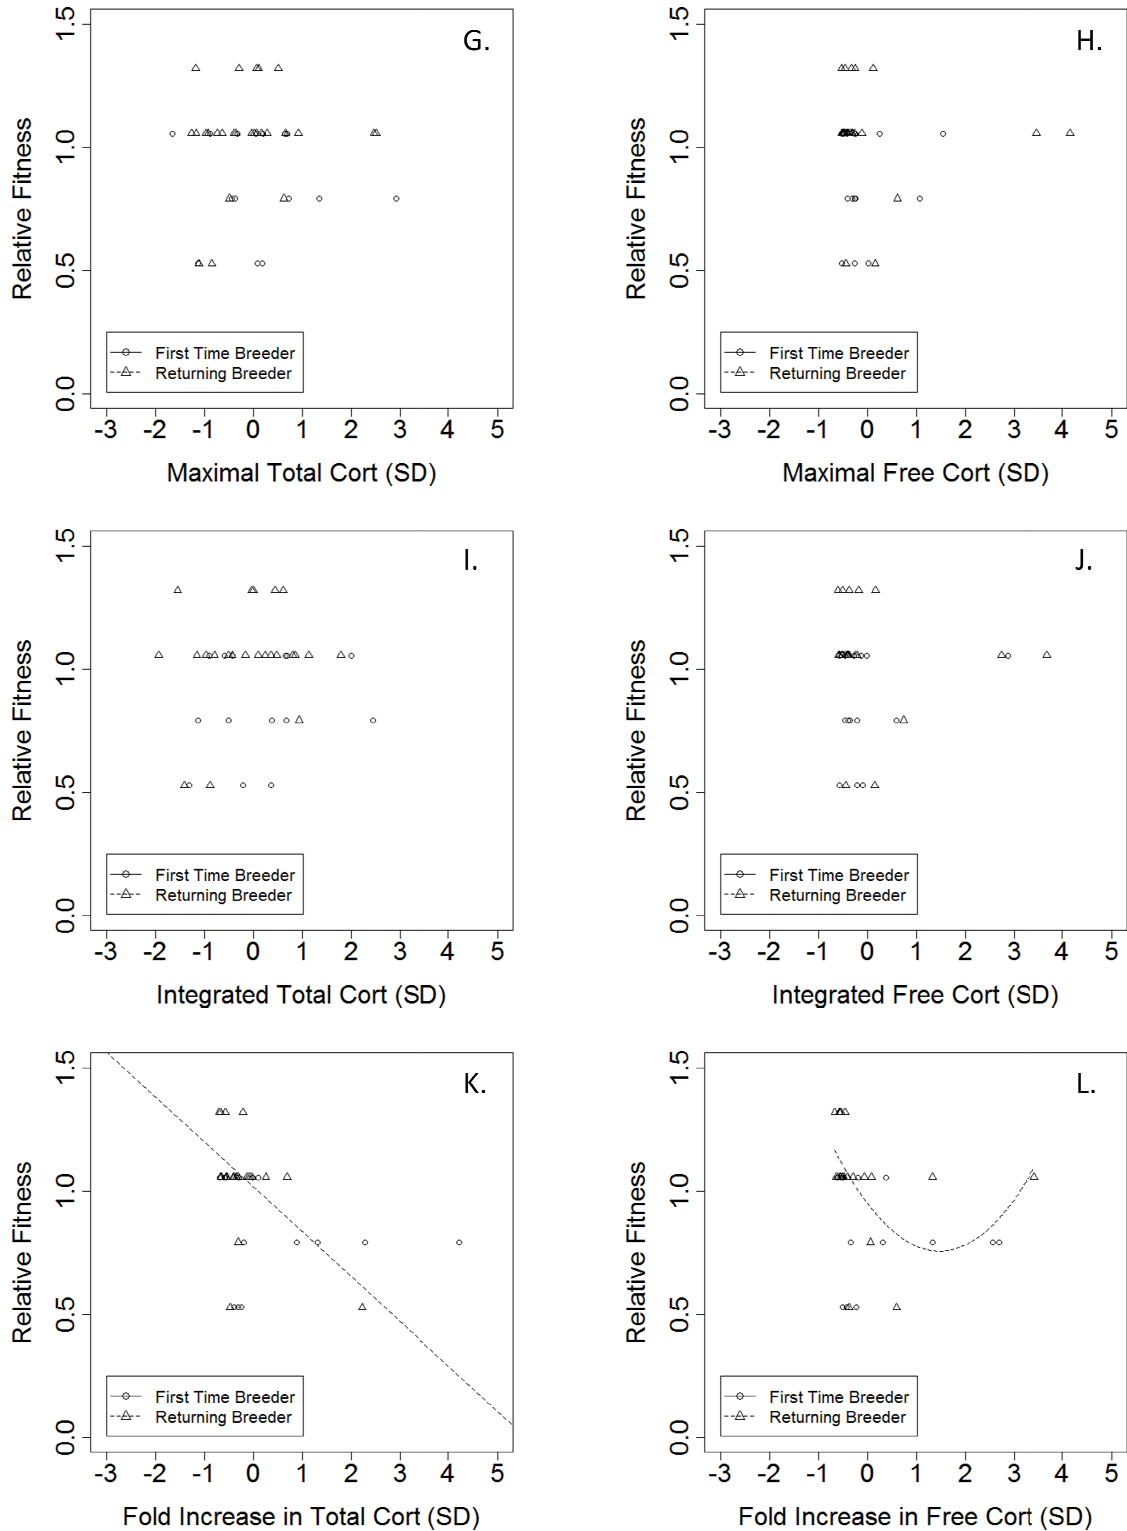 G.
Relative Fitness
1.5
1.0
0.5
0.0
First Time Breeder
Returning Breeder
-3 -2 -1 0 1 2 3 4 5
Maximal Total Cort (SD)
H.
Relative Fitness
1.5
1.0
0.5
0.0
First Time Breeder
Returning Breeder
-3 -2 -1 0 1 2 3 4 5
Maximal Free Cort (SD)
I.
Relative Fitness
1.5
1.0
0.5
0.0
First Time Breeder
Returning Breeder
-3 -2 -1 0 1 2 3 4 5
Integrated Total Cort (SD)
J.
Relative Fitness
1.5
1.0
0.5
0.0
First Time Breeder
Returning Breeder
-3 -2 -1 0 1 2 3 4 5
Integrated Free Cort (SD)
K.
Relative Fitness
1.5
1.0
0.5
0.0
First Time Breeder
Returning Breeder
-3 -2 -1 0 1 2 3 4 5
Fold Increase in Total Cort (SD)
L.
Relative Fitness
1.5
1.0
0.5
0.0
First Time Breeder
Returning Breeder
-3 -2 -1 0 1 2 3 4 5
Fold Increase in Free Cort (SD)